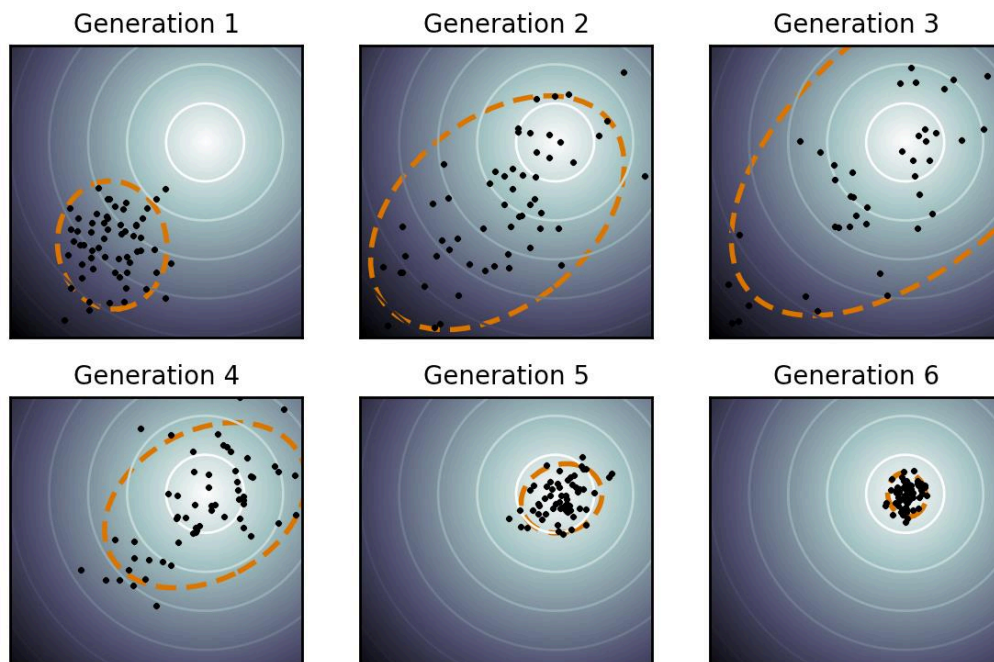 Generation 1
Generation 2
Generation 3
Generation 4
Generation 5
Generation 6